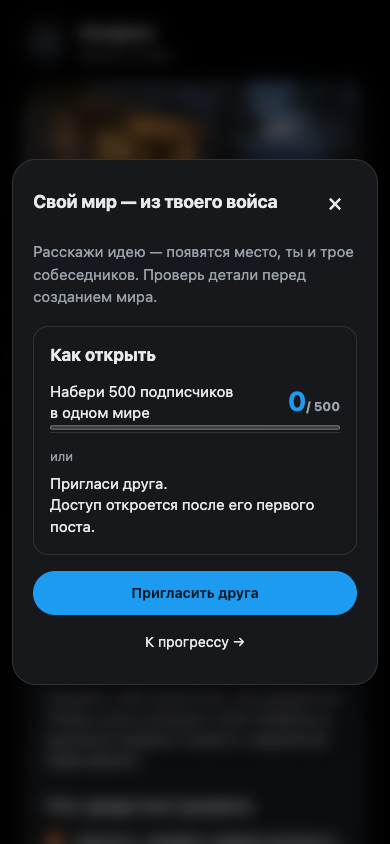 Свой мир — из твоего войса
×
Расскажи идею — появятся место, ты и трое
собеседников. Проверь детали перед
созданием мира.
Как открыть
Набери 500 подписчиков
в одном мире
0 / 500
или
Пригласи друга.
Доступ откроется после его первого
поста.
Пригласить друга
К прогрессу →